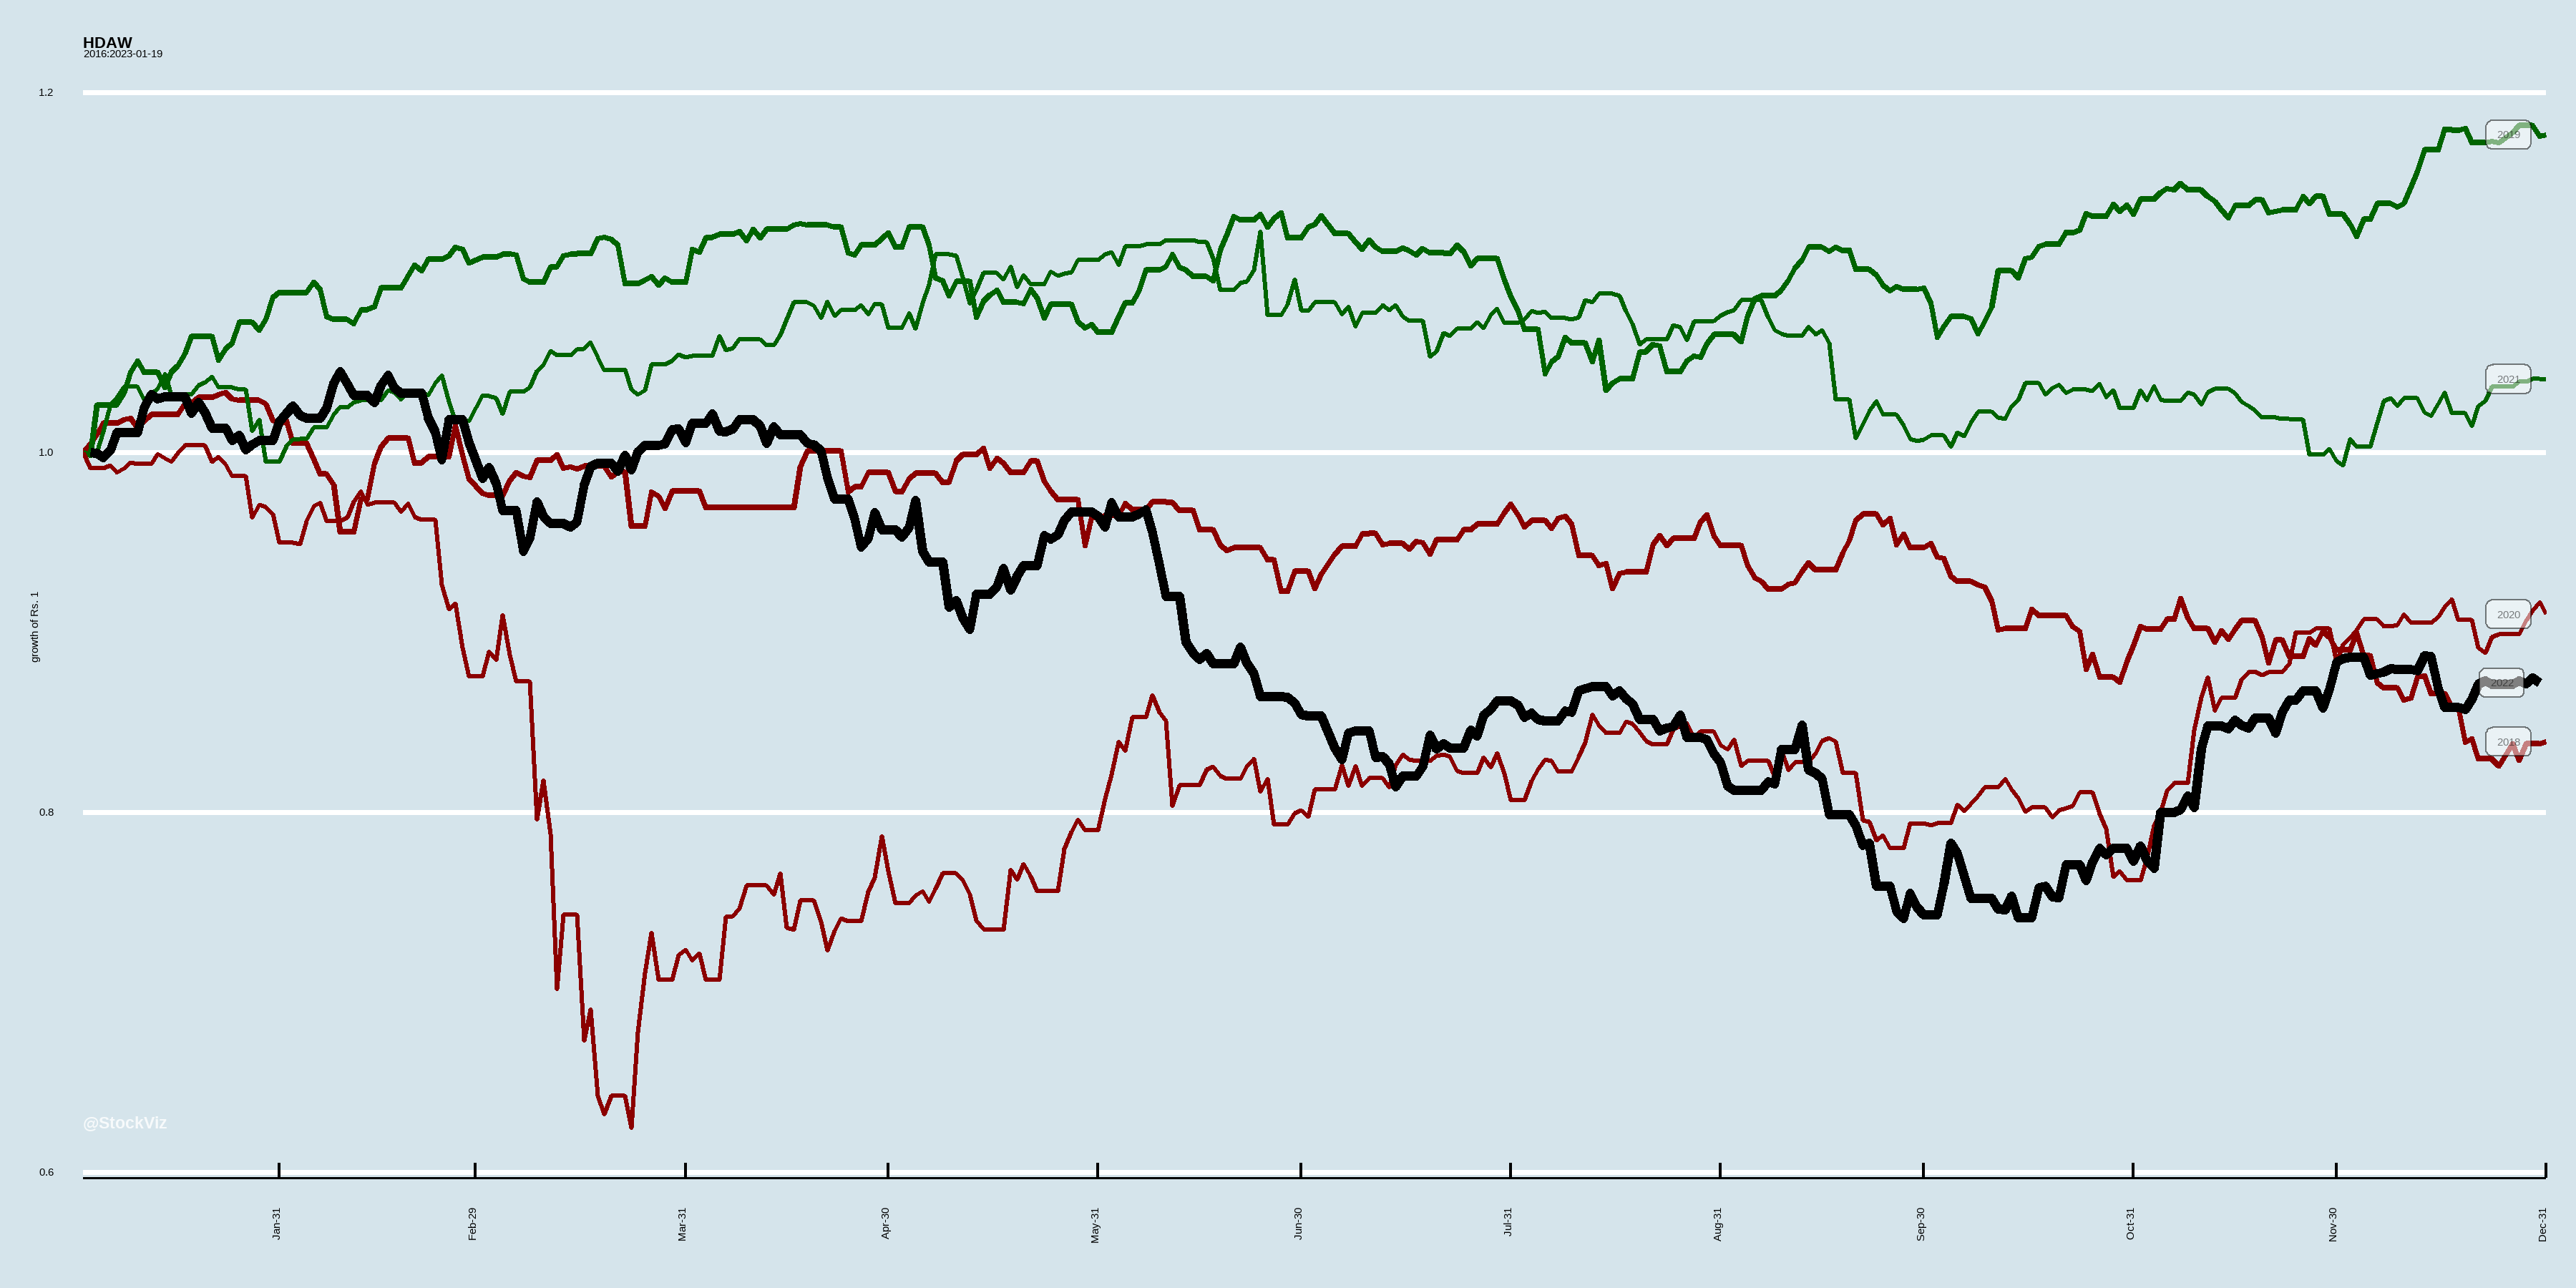 HDAW
2016:2023-01-19
1.2
1.0
0.8
0.6
growth of Rs. 1
2019
2021
2020
2022
2018
@StockViz
Jan-31
Feb-29
Mar-31
Apr-30
May-31
Jun-30
Jul-31
Aug-31
Sep-30
Oct-31
Nov-30
Dec-31